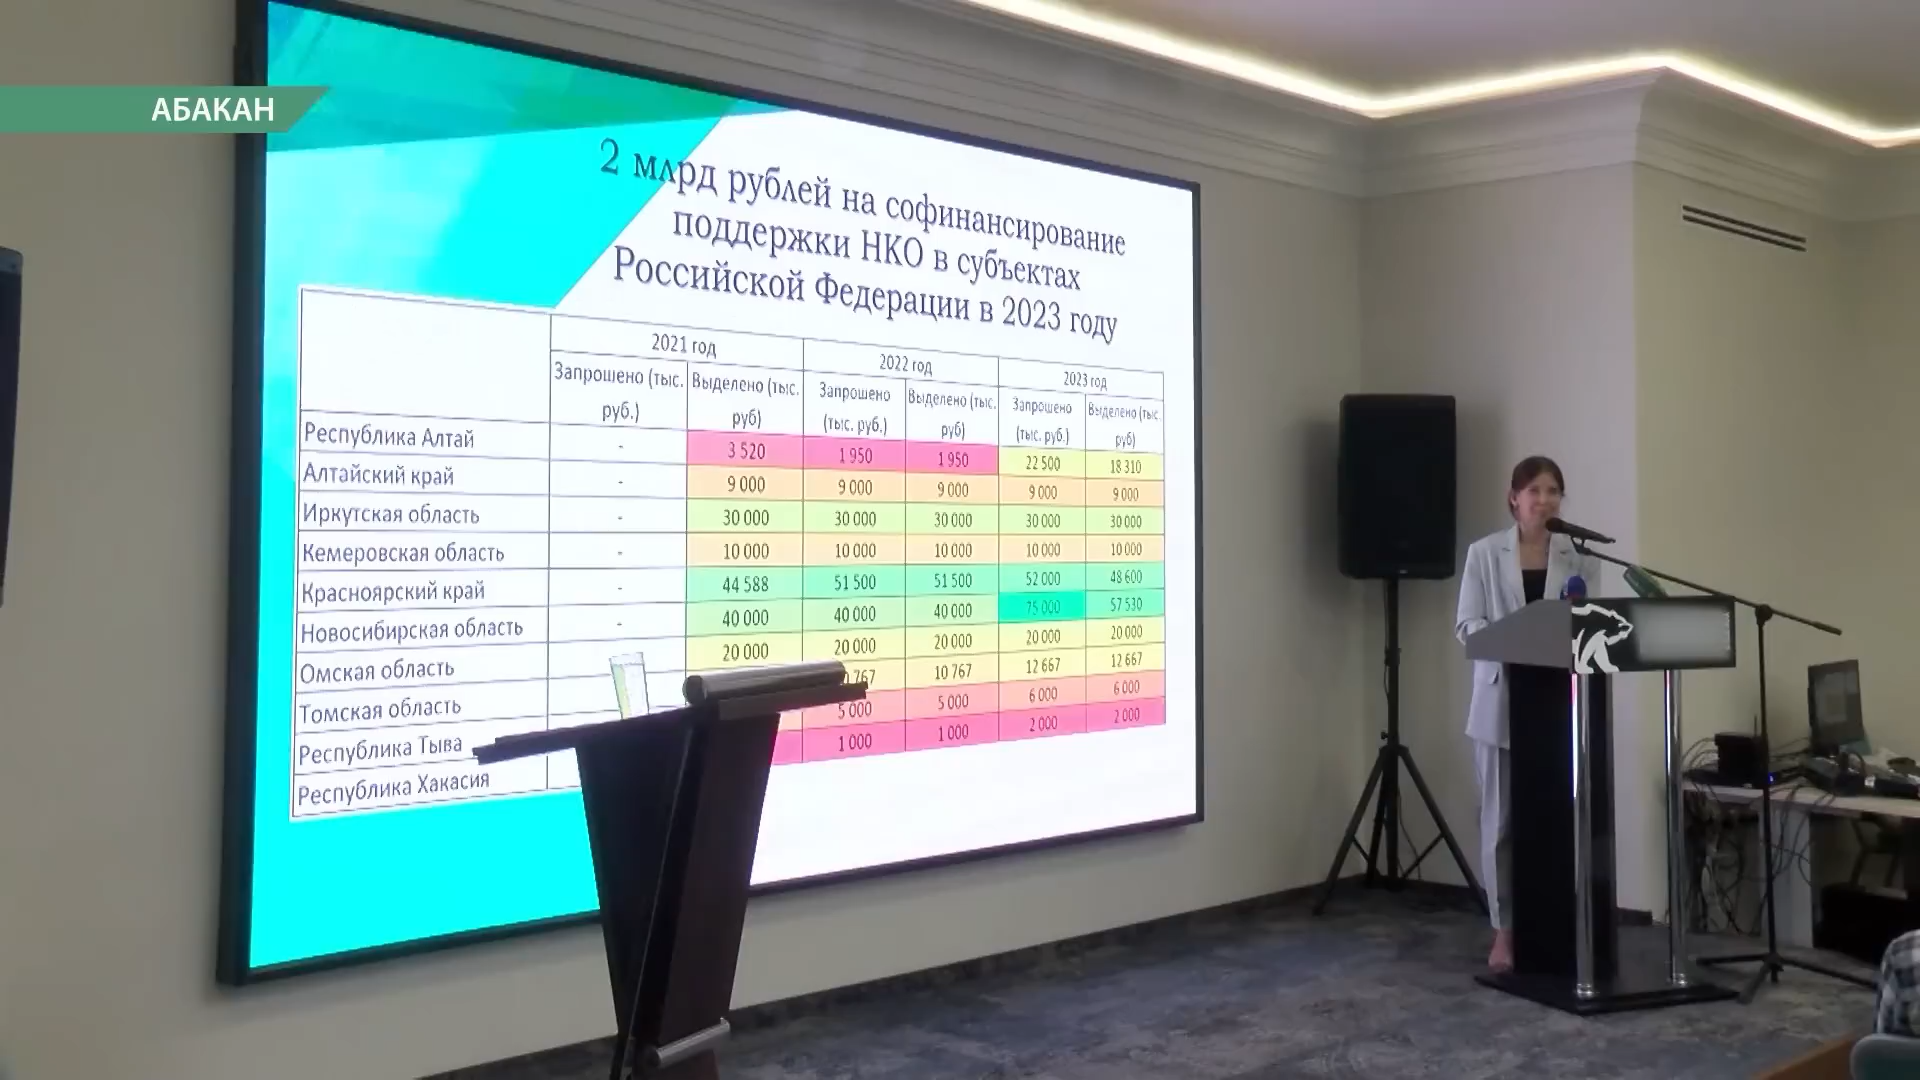 АБАКАН
2 млрд рублей на софинансирование
поддержки НКО в субъектах
Российской Федерации в 2023 году
2021 год 2022 год 2023 год
Запрошено (тыс. руб.) Выделено (тыс. руб) Запрошено (тыс. руб.) Выделено (тыс. руб) Запрошено (тыс. руб.) Выделено (тыс. руб)
Республика Алтай - 3 520 1 950 1 950 22 500 18 310
Алтайский край - 9 000 9 000 9 000 9 000 9 000
Иркутская область - 30 000 30 000 30 000 30 000 30 000
Кемеровская область - 10 000 10 000 10 000 10 000 10 000
Красноярский край - 44 588 51 500 51 500 52 000 48 600
Новосибирская область - 40 000 40 000 40 000 75 000 57 530
Омская область 20 000 20 000 20 000 20 000 20 000
Томская область 767 10 767 12 667 12 667
Республика Тыва 5 000 5 000 6 000 6 000
Республика Хакасия 1 000 1 000 2 000 2 000